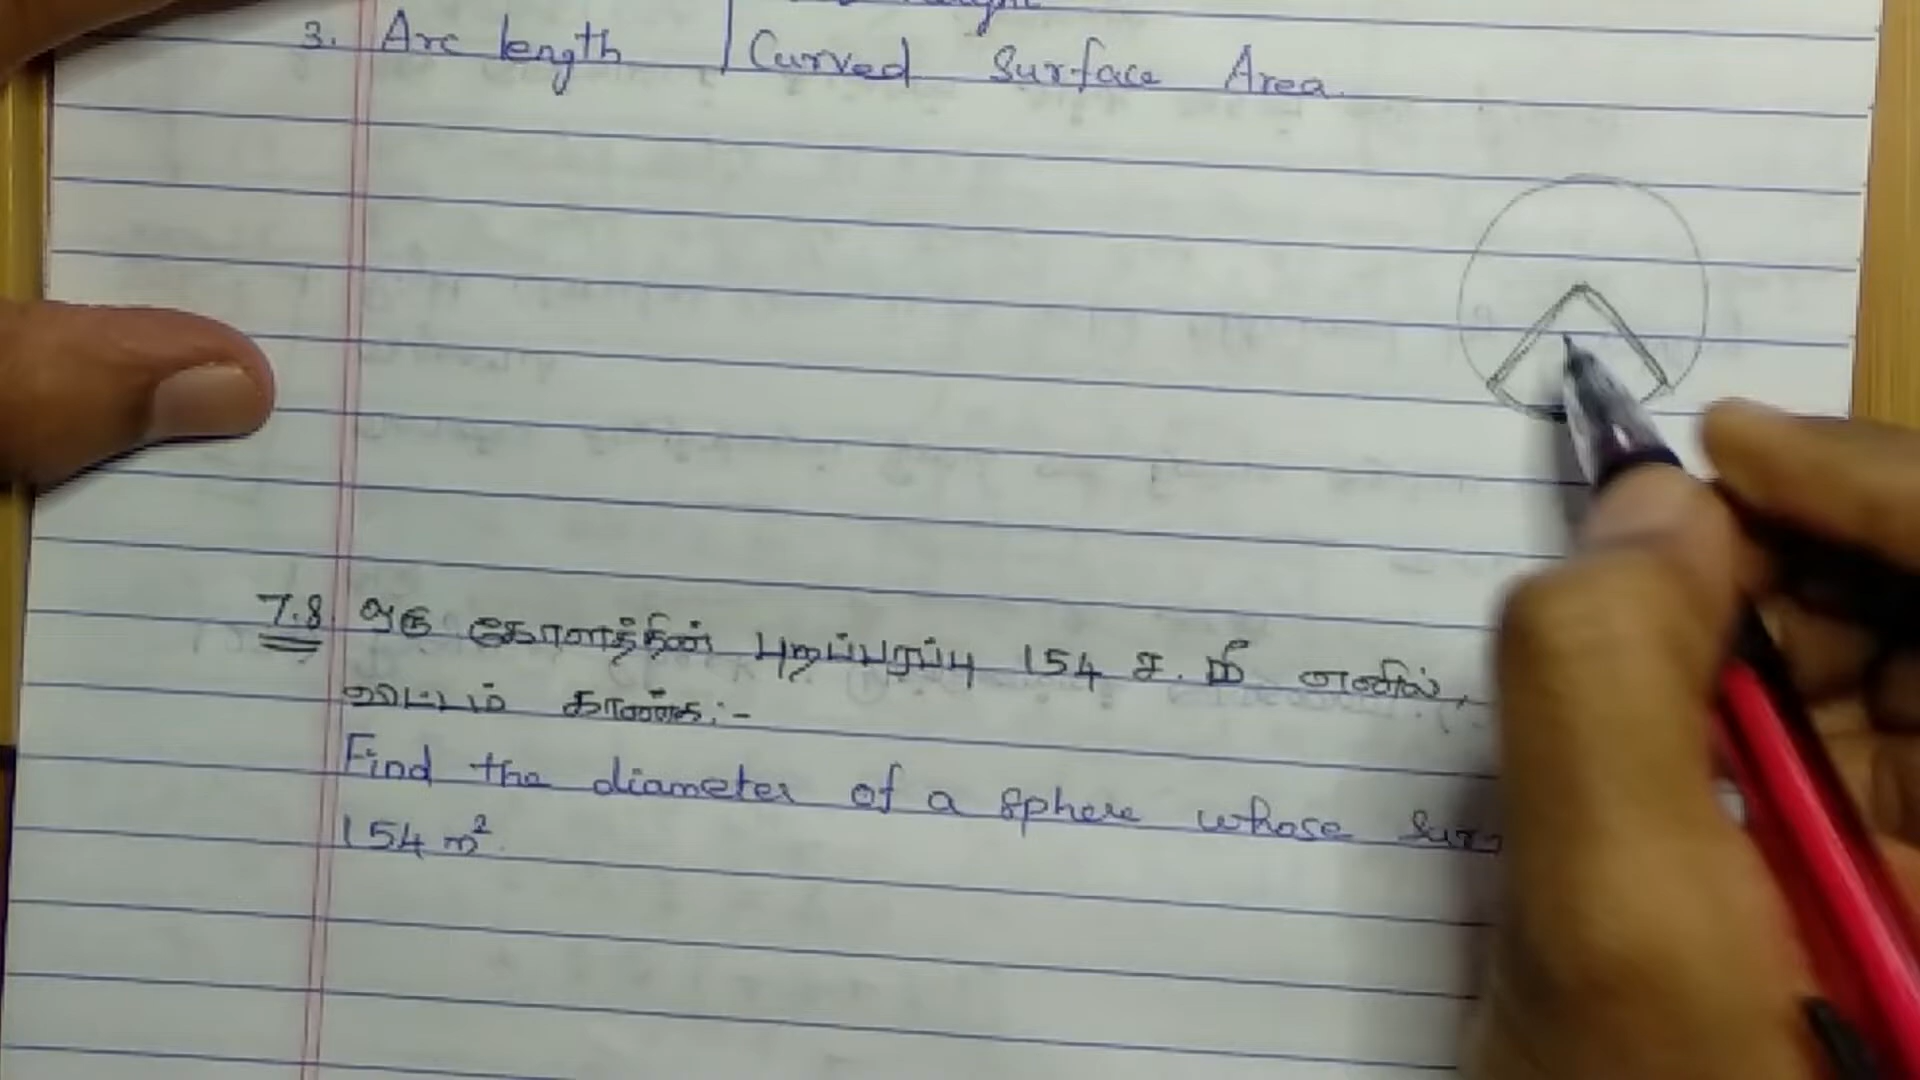 3. Arc length | Curved Surface Area.
7.8 ஒரு கோளத்தின் புறப்பரப்பு 154 ச.மீ எனில்,
விட்டம் காண்க:-
Find the diameter of a sphere whose
154 m².